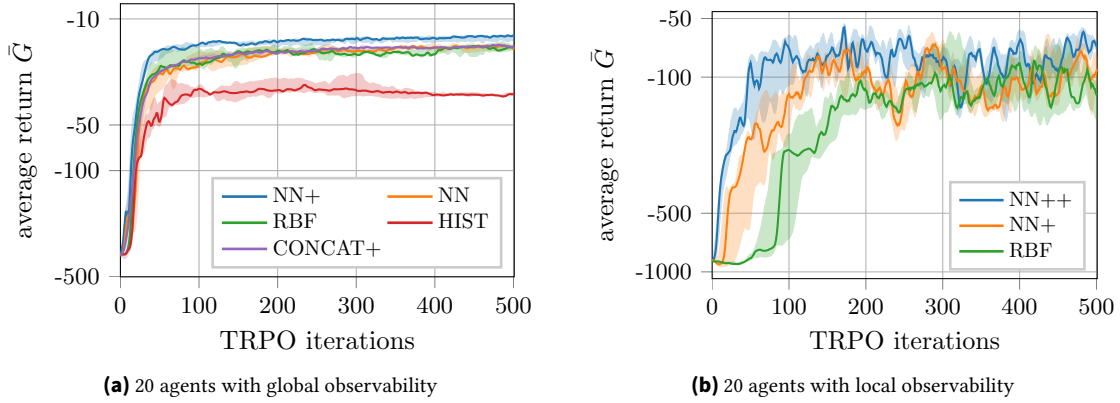 -10
-50
-100
-500
average return Ḡ
NN+
NN
RBF
HIST
CONCAT+
0
100
200
300
400
500
TRPO iterations
(a) 20 agents with global observability
-50
-100
-500
-1000
average return Ḡ
NN++
NN+
RBF
0
100
200
300
400
500
TRPO iterations
(b) 20 agents with local observability